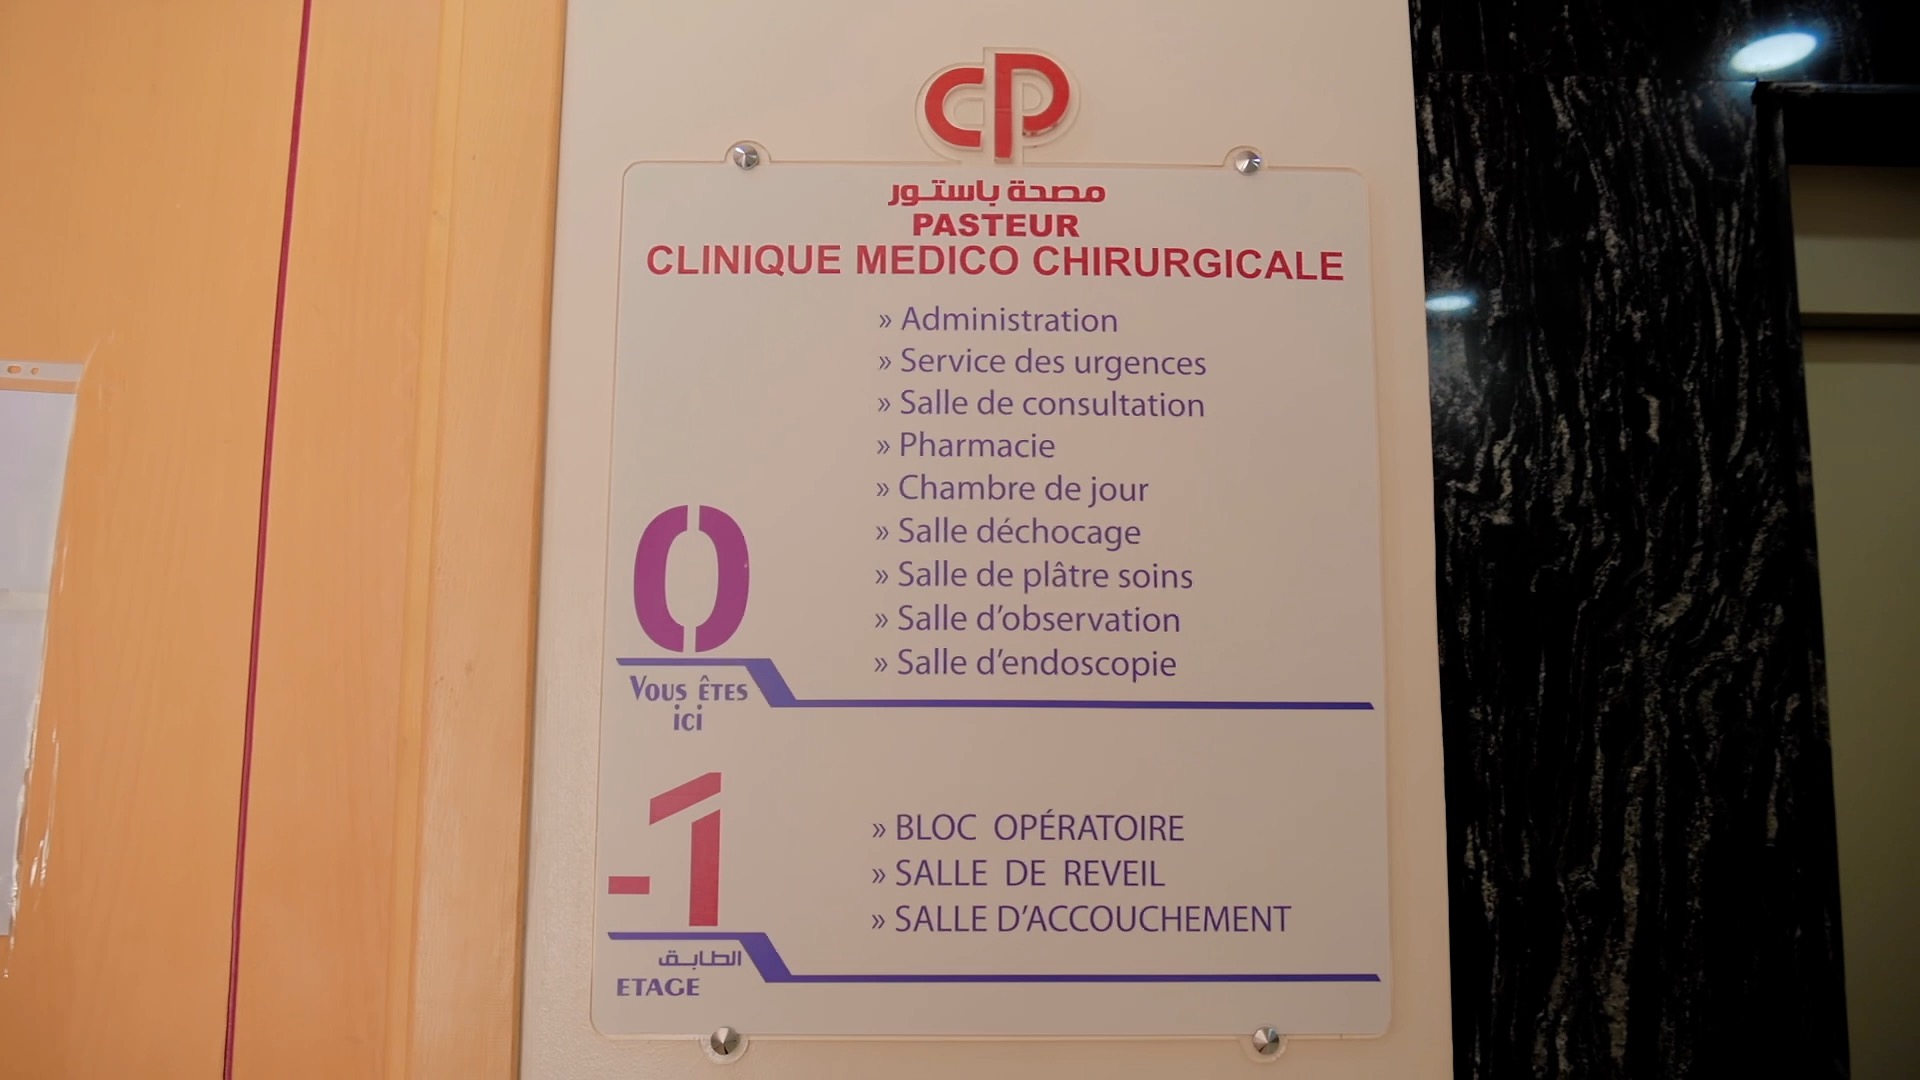 CP
مصحة باستور
PASTEUR
CLINIQUE MEDICO CHIRURGICALE
» Administration
» Service des urgences
» Salle de consultation
» Pharmacie
» Chambre de jour
» Salle déchocage
» Salle de plâtre soins
» Salle d’observation
» Salle d’endoscopie
0
Vous êtes
ici
» BLOC OPÉRATOIRE
» SALLE DE REVEIL
» SALLE D’ACCOUCHEMENT
-1
الطابق
ETAGE